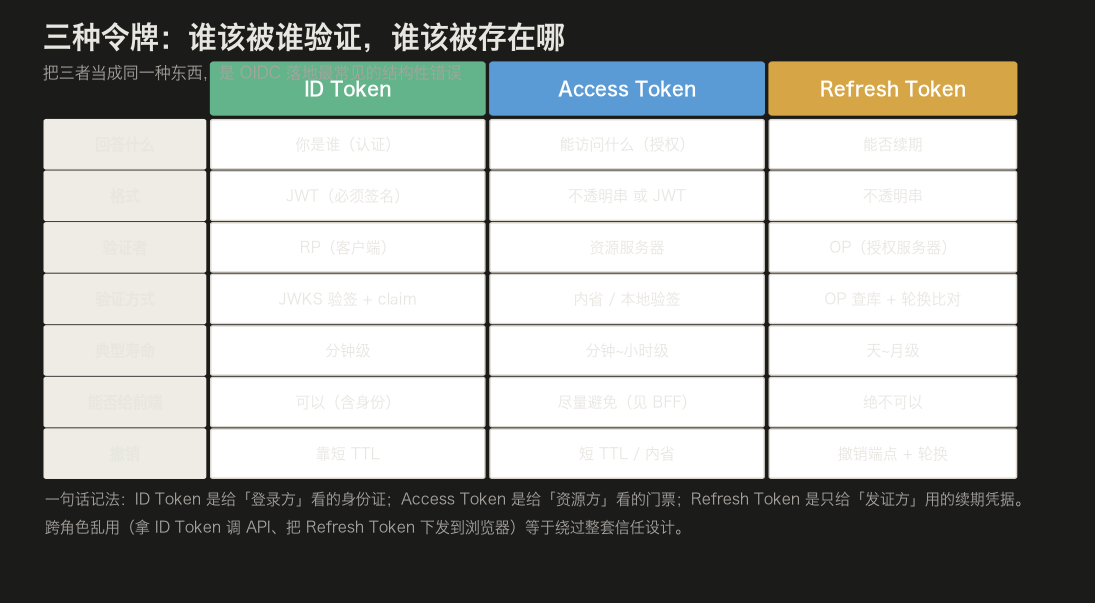 三种令牌：谁该被谁验证，谁该被存在哪
把三者当成同一种东西，是 OIDC 落地最常见的结构性错误
ID Token Access Token Refresh Token
回答什么 你是谁（认证） 能访问什么（授权） 能否续期
格式 JWT（必须签名） 不透明串 或 JWT 不透明串
验证者 RP（客户端） 资源服务器 OP（授权服务器）
验证方式 JWKS 验签 + claim 内省 / 本地验签 OP 查库 + 轮换比对
典型寿命 分钟级 分钟~小时级 天~月级
能否给前端 可以（含身份） 尽量避免（见 BFF） 绝不可以
撤销 靠短 TTL 短 TTL / 内省 撤销端点 + 轮换
一句话记法：ID Token 是给「登录方」看的身份证；Access Token 是给「资源方」看的门票；Refresh Token 是只给「发证方」用的续期凭据。
跨角色乱用（拿 ID Token 调 API、把 Refresh Token 下发到浏览器）等于绕过整套信任设计。